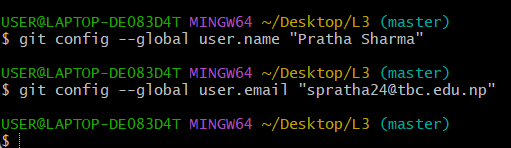 USER@LAPTOP-DE083D4T MINGW64 ~/Desktop/L3 (master)
$ git config --global user.name "Pratha Sharma"
USER@LAPTOP-DE083D4T MINGW64 ~/Desktop/L3 (master)
$ git config --global user.email "spratha24@tbc.edu.np"
USER@LAPTOP-DE083D4T MINGW64 ~/Desktop/L3 (master)
$